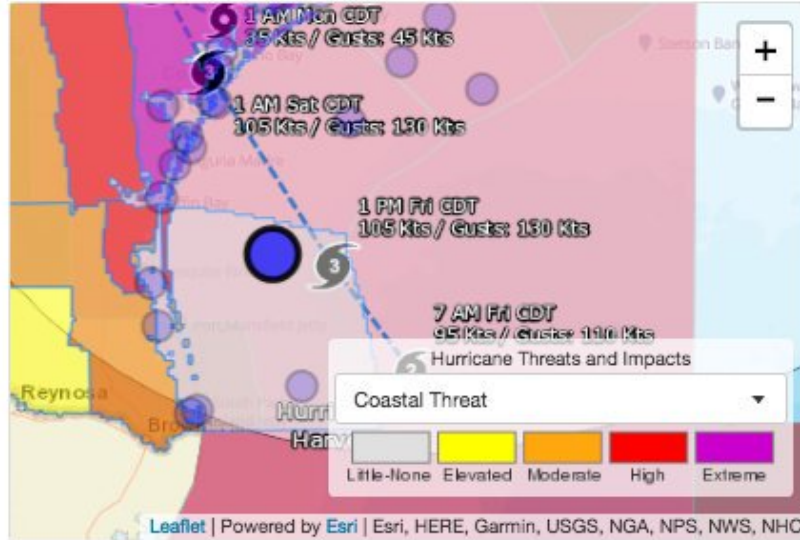 1 AM Mon CDT
35 Kts / Gusts: 45 Kts
3
1 AM Sat CDT
105 Kts / Gusts: 130 Kts
1 PM Fri CDT
105 Kts / Gusts: 130 Kts
3
7 AM Fri CDT
95 Kts / Gusts: 110 Kts
2
+
−
Reynosa
Hurricane Threats and Impacts
Coastal Threat
Little-None Elevated Moderate High Extreme
Leaflet | Powered by Esri | Esri, HERE, Garmin, USGS, NGA, NPS, NWS, NHC